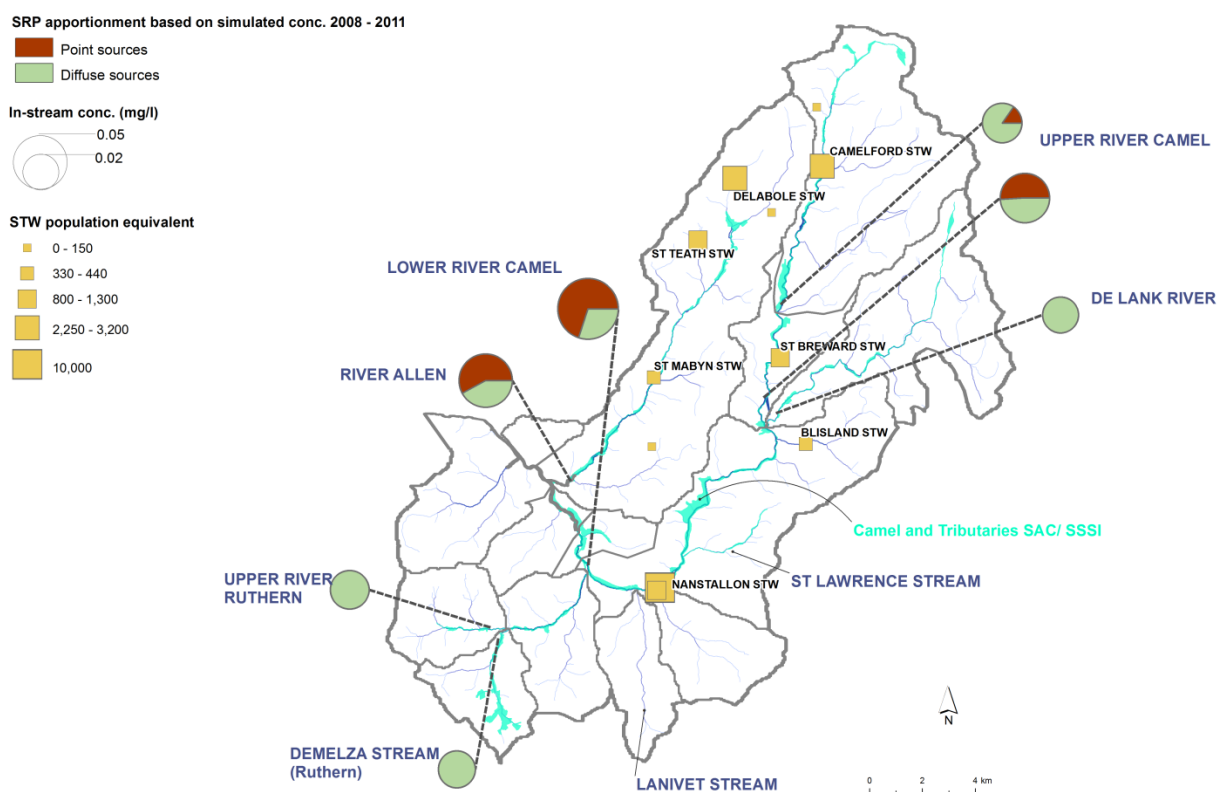 SRP apportionment based on simulated conc. 2008 - 2011
Point sources
Diffuse sources
In-stream conc. (mg/l)
0.05
0.02
STW population equivalent
0 - 150
330 - 440
800 - 1,300
2,250 - 3,200
10,000
UPPER RIVER CAMEL
CAMELFORD STW
DELABOLE STW
ST TEATH STW
LOWER RIVER CAMEL
DE LANK RIVER
ST BREWARD STW
ST MABYN STW
RIVER ALLEN
BLISLAND STW
Camel and Tributaries SAC/ SSSI
ST LAWRENCE STREAM
NANSTALLON STW
UPPER RIVER
RUTHERN
DEMELZA STREAM
(Ruthern)
LANIVET STREAM
N
0 2 4 km